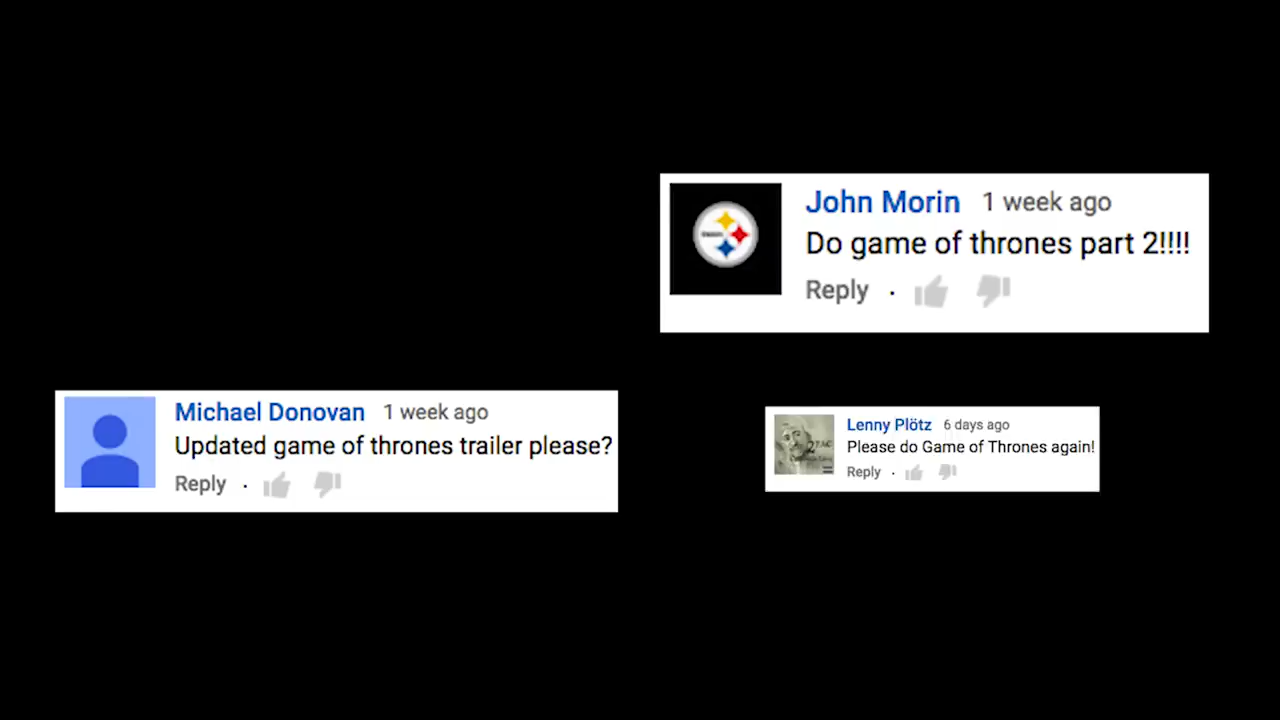 John Morin 1 week ago
Do game of thrones part 2!!!!
Reply ·
Michael Donovan 1 week ago
Updated game of thrones trailer please?
Reply ·
Lenny Plötz 6 days ago
Please do Game of Thrones again!
Reply ·